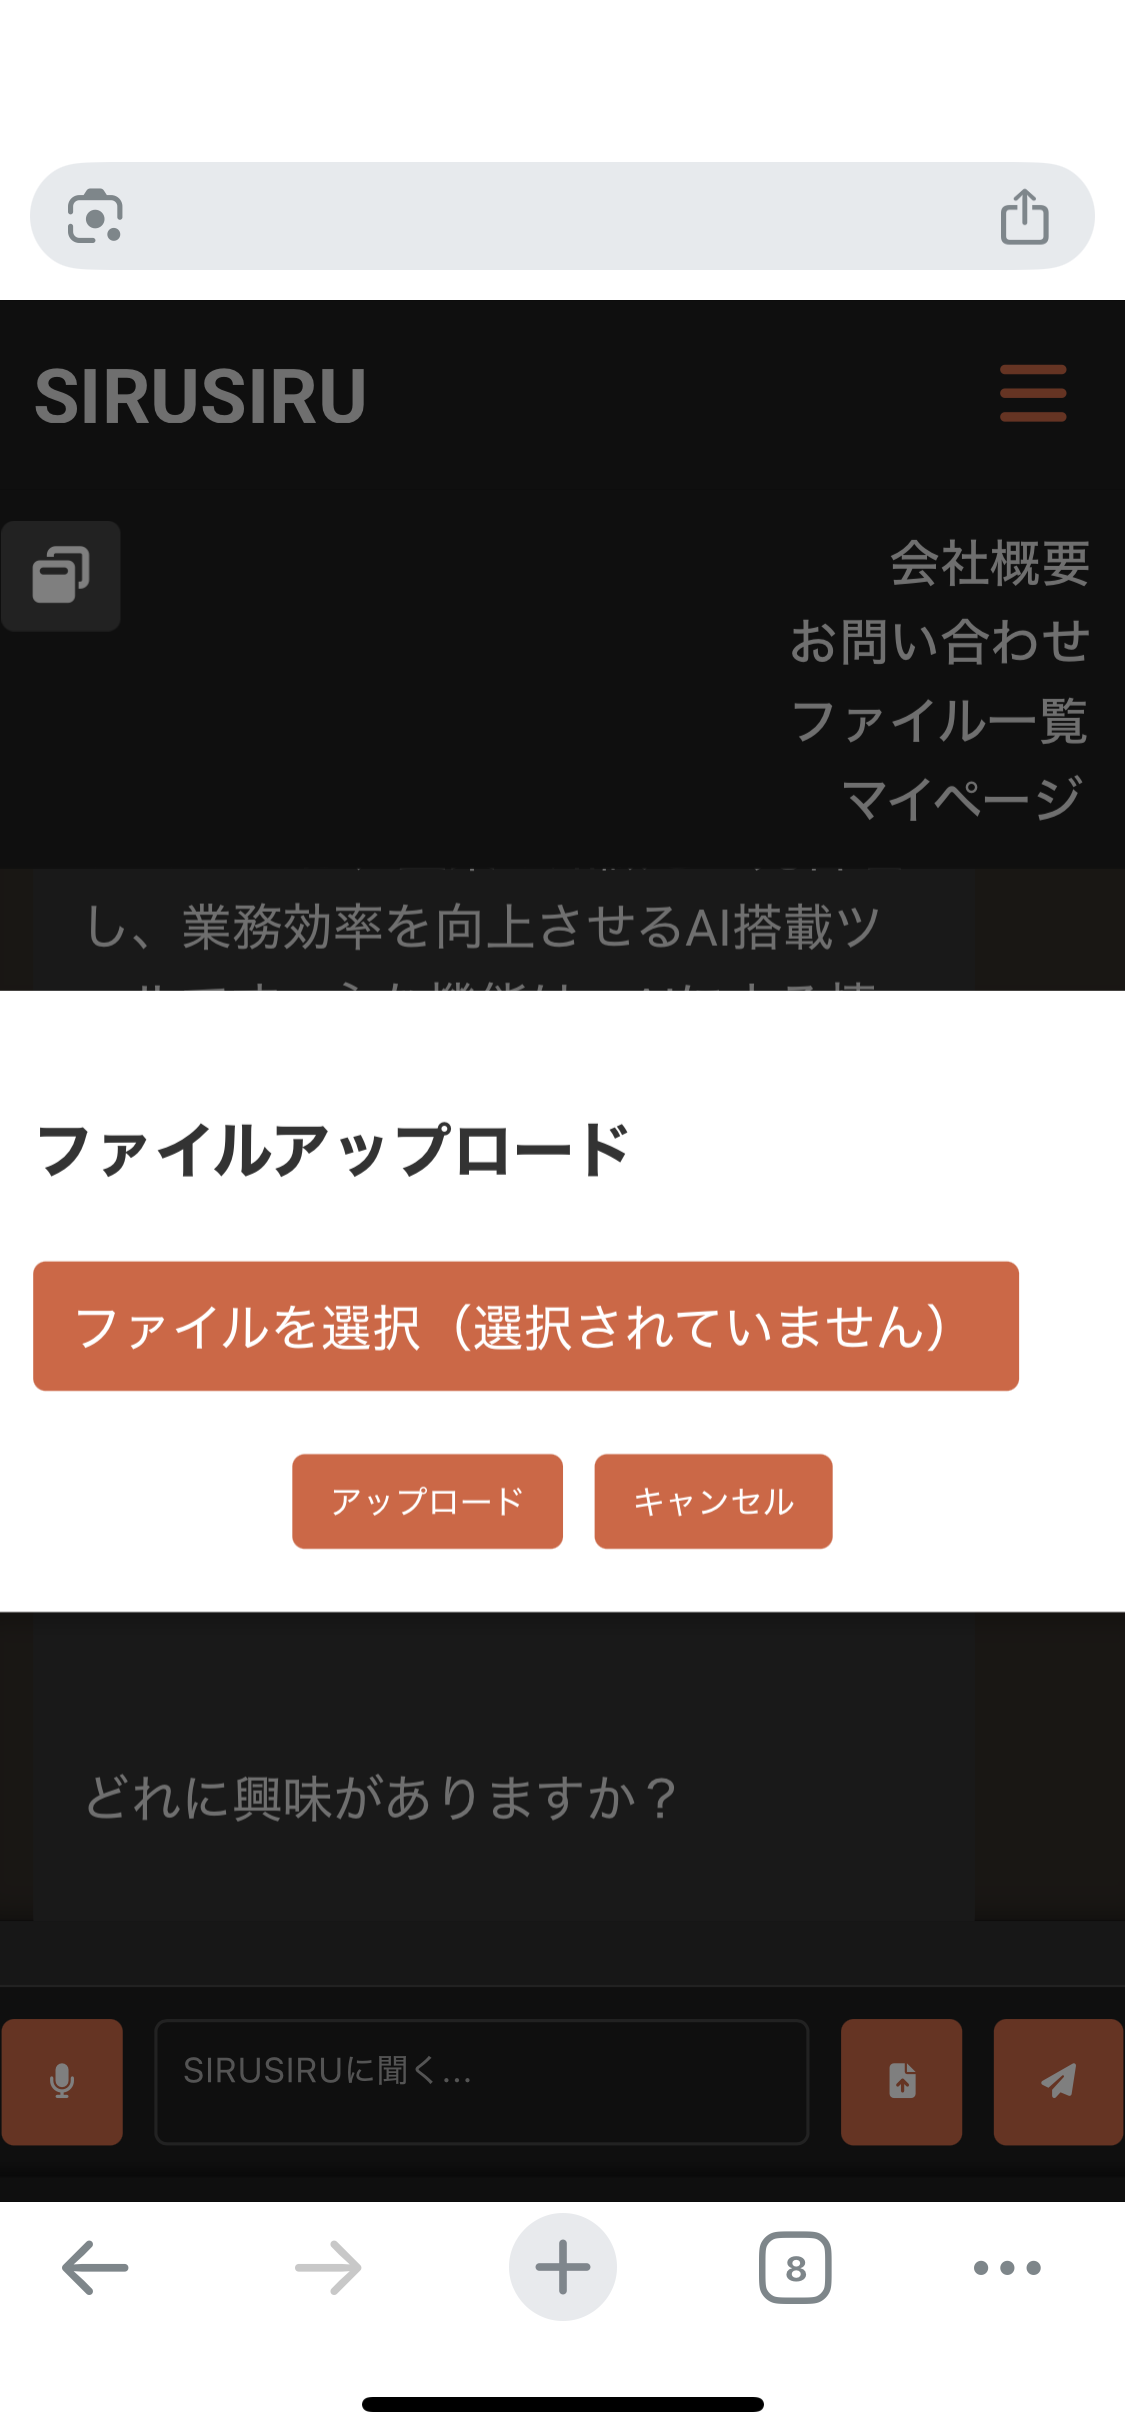 SIRUSIRU
会社概要
お問い合わせ
ファイル一覧
マイページ
し、業務効率を向上させるAI搭載ツ
ファイルアップロード
ファイルを選択（選択されていません）
アップロード
キャンセル
どれに興味がありますか？
SIRUSIRUに聞く...
8